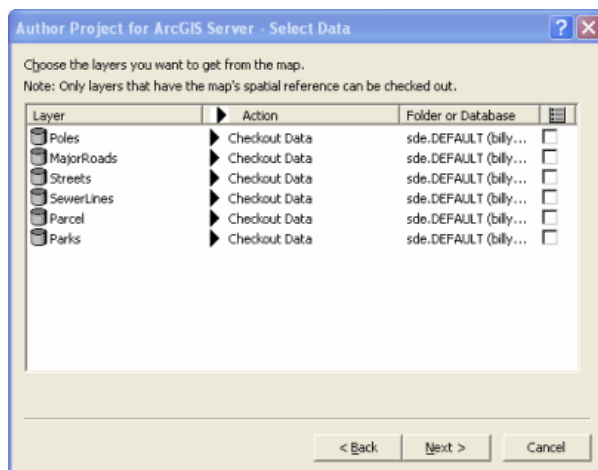 Author Project for ArcGIS Server - Select Data
Choose the layers you want to get from the map.
Note: Only layers that have the map's spatial reference can be checked out.
Layer Action Folder or Database
Poles Checkout Data sde.DEFAULT (billy...
MajorRoads Checkout Data sde.DEFAULT (billy...
Streets Checkout Data sde.DEFAULT (billy...
SewerLines Checkout Data sde.DEFAULT (billy...
Parcel Checkout Data sde.DEFAULT (billy...
Parks Checkout Data sde.DEFAULT (billy...
< Back Next > Cancel